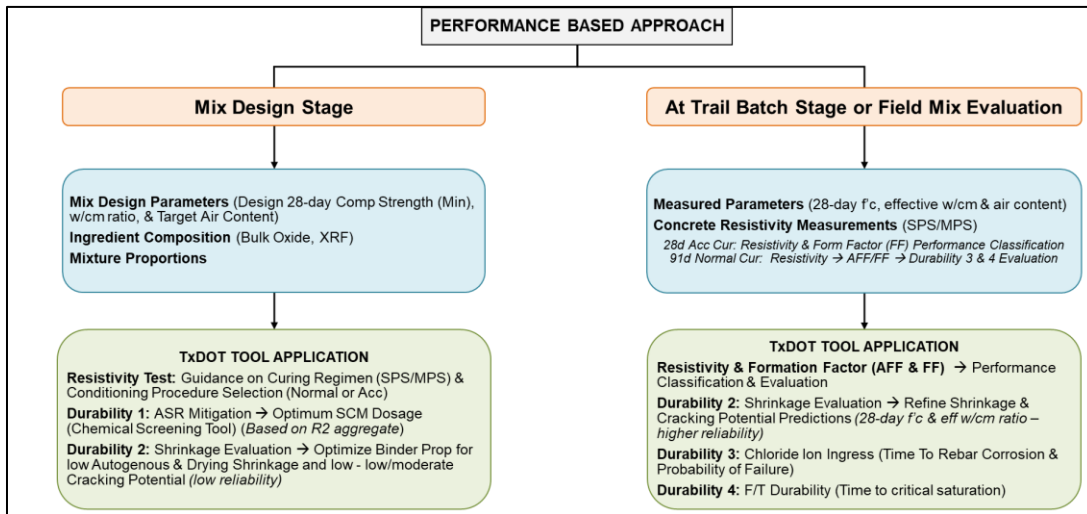 PERFORMANCE BASED APPROACH
Mix Design Stage
Mix Design Parameters (Design 28-day Comp Strength (Min),
w/cm ratio, & Target Air Content)
Ingredient Composition (Bulk Oxide, XRF)
Mixture Proportions
TxDOT TOOL APPLICATION
Resistivity Test: Guidance on Curing Regimen (SPS/MPS) &
Conditioning Procedure Selection (Normal or Acc)
Durability 1: ASR Mitigation → Optimum SCM Dosage
(Chemical Screening Tool) (Based on R2 aggregate)
Durability 2: Shrinkage Evaluation → Optimize Binder Prop for
low Autogenous & Drying Shrinkage and low - low/moderate
Cracking Potential (low reliability)
At Trail Batch Stage or Field Mix Evaluation
Measured Parameters (28-day f'c, effective w/cm & air content)
Concrete Resistivity Measurements (SPS/MPS)
28d Acc Cur: Resistivity & Form Factor (FF) Performance Classification
91d Normal Cur: Resistivity → AFF/FF → Durability 3 & 4 Evaluation
TxDOT TOOL APPLICATION
Resistivity & Formation Factor (AFF & FF) → Performance
Classification & Evaluation
Durability 2: Shrinkage Evaluation → Refine Shrinkage &
Cracking Potential Predictions (28-day f'c & eff w/cm ratio –
higher reliability)
Durability 3: Chloride Ion Ingress (Time To Rebar Corrosion &
Probability of Failure)
Durability 4: F/T Durability (Time to critical saturation)